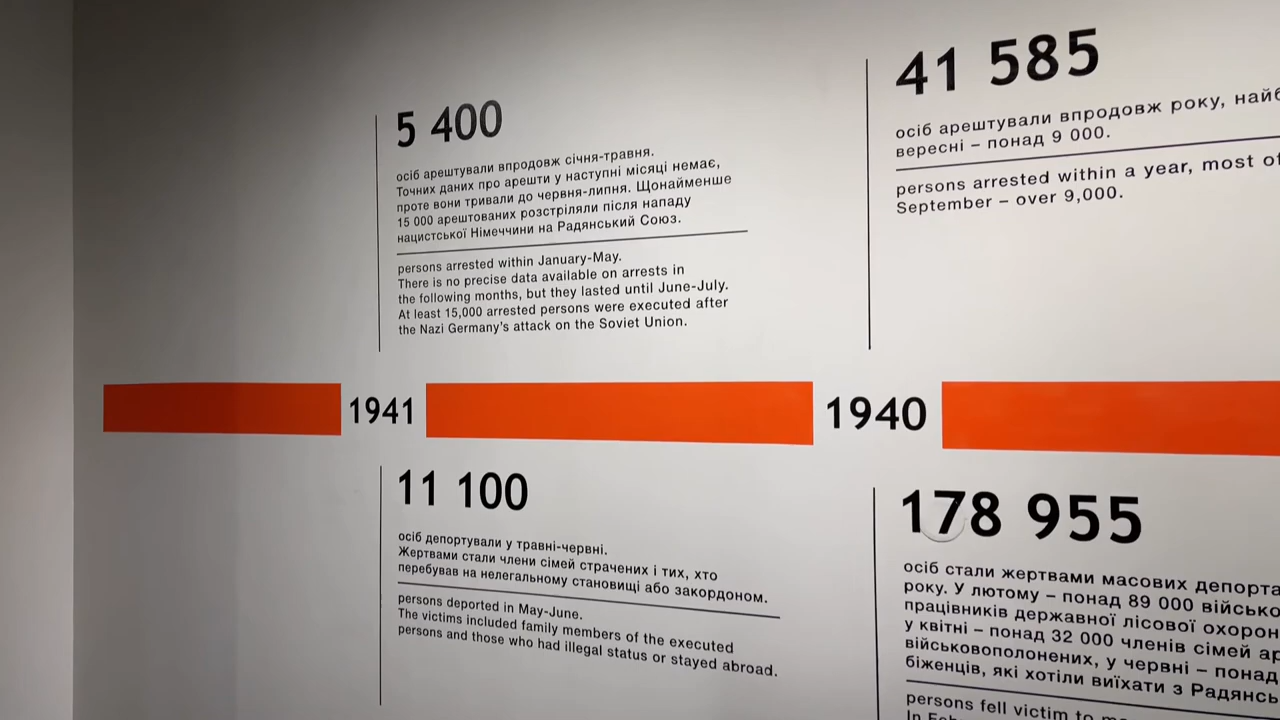 5 400
осіб арештували впродовж січня-травня.
Точних даних про арешти у наступні місяці немає,
проте вони тривали до червня-липня. Щонайменше
15 000 арештованих розстріляли після нападу
нацистської Німеччини на Радянський Союз.
persons arrested within January-May.
There is no precise data available on arrests in
the following months, but they lasted until June-July.
At least 15,000 arrested persons were executed after
the Nazi Germany's attack on the Soviet Union.
41 585
осіб арештували впродовж року,
вересні – понад 9 000.
persons arrested within a year, most of
September – over 9,000.
1941
1940
11 100
осіб депортували у травні-червні.
Жертвами стали члени сімей страчених і тих, хто
перебував на нелегальному становищі або закордоном.
persons deported in May-June.
The victims included family members of the executed
persons and those who had illegal status or stayed abroad.
178 955
осіб стали жертвами масових
року. У лютому – понад 89 000
працівників державної лісової
у квітні – понад 32 000 членів сімей
військовополонених, у червні – понад
біженців, які хотіли виїхати з
persons fell victim to
In